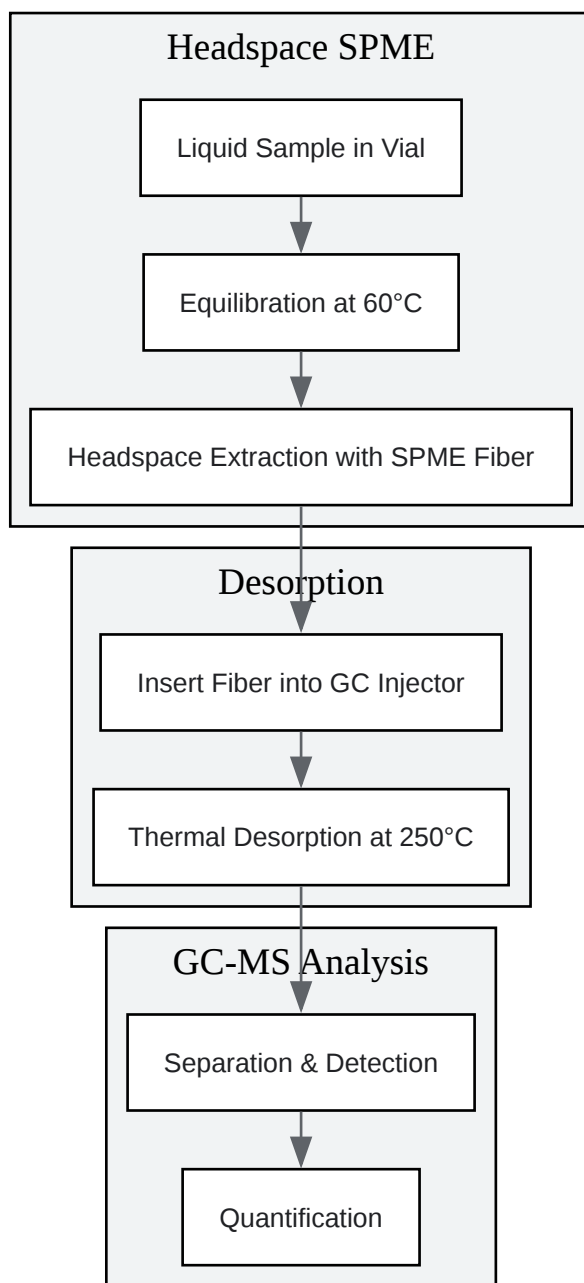 Headspace SPME
Liquid Sample in Vial
Equilibration at 60°C
Headspace Extraction with SPME Fiber
Desorption
Insert Fiber into GC Injector
Thermal Desorption at 250°C
GC-MS Analysis
Separation & Detection
Quantification